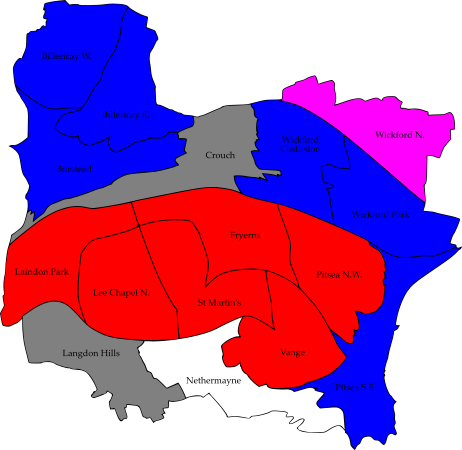 Billericay W.
Billericay E.
Burstead
Crouch
Wickford
Castledon
Wickford N.
Wickford Park
Fryerns
Laindon Park
Lee Chapel N.
St Martin's
Pitsea N.W.
Vange
Langdon Hills
Nethermayne
Pitsea S.E.